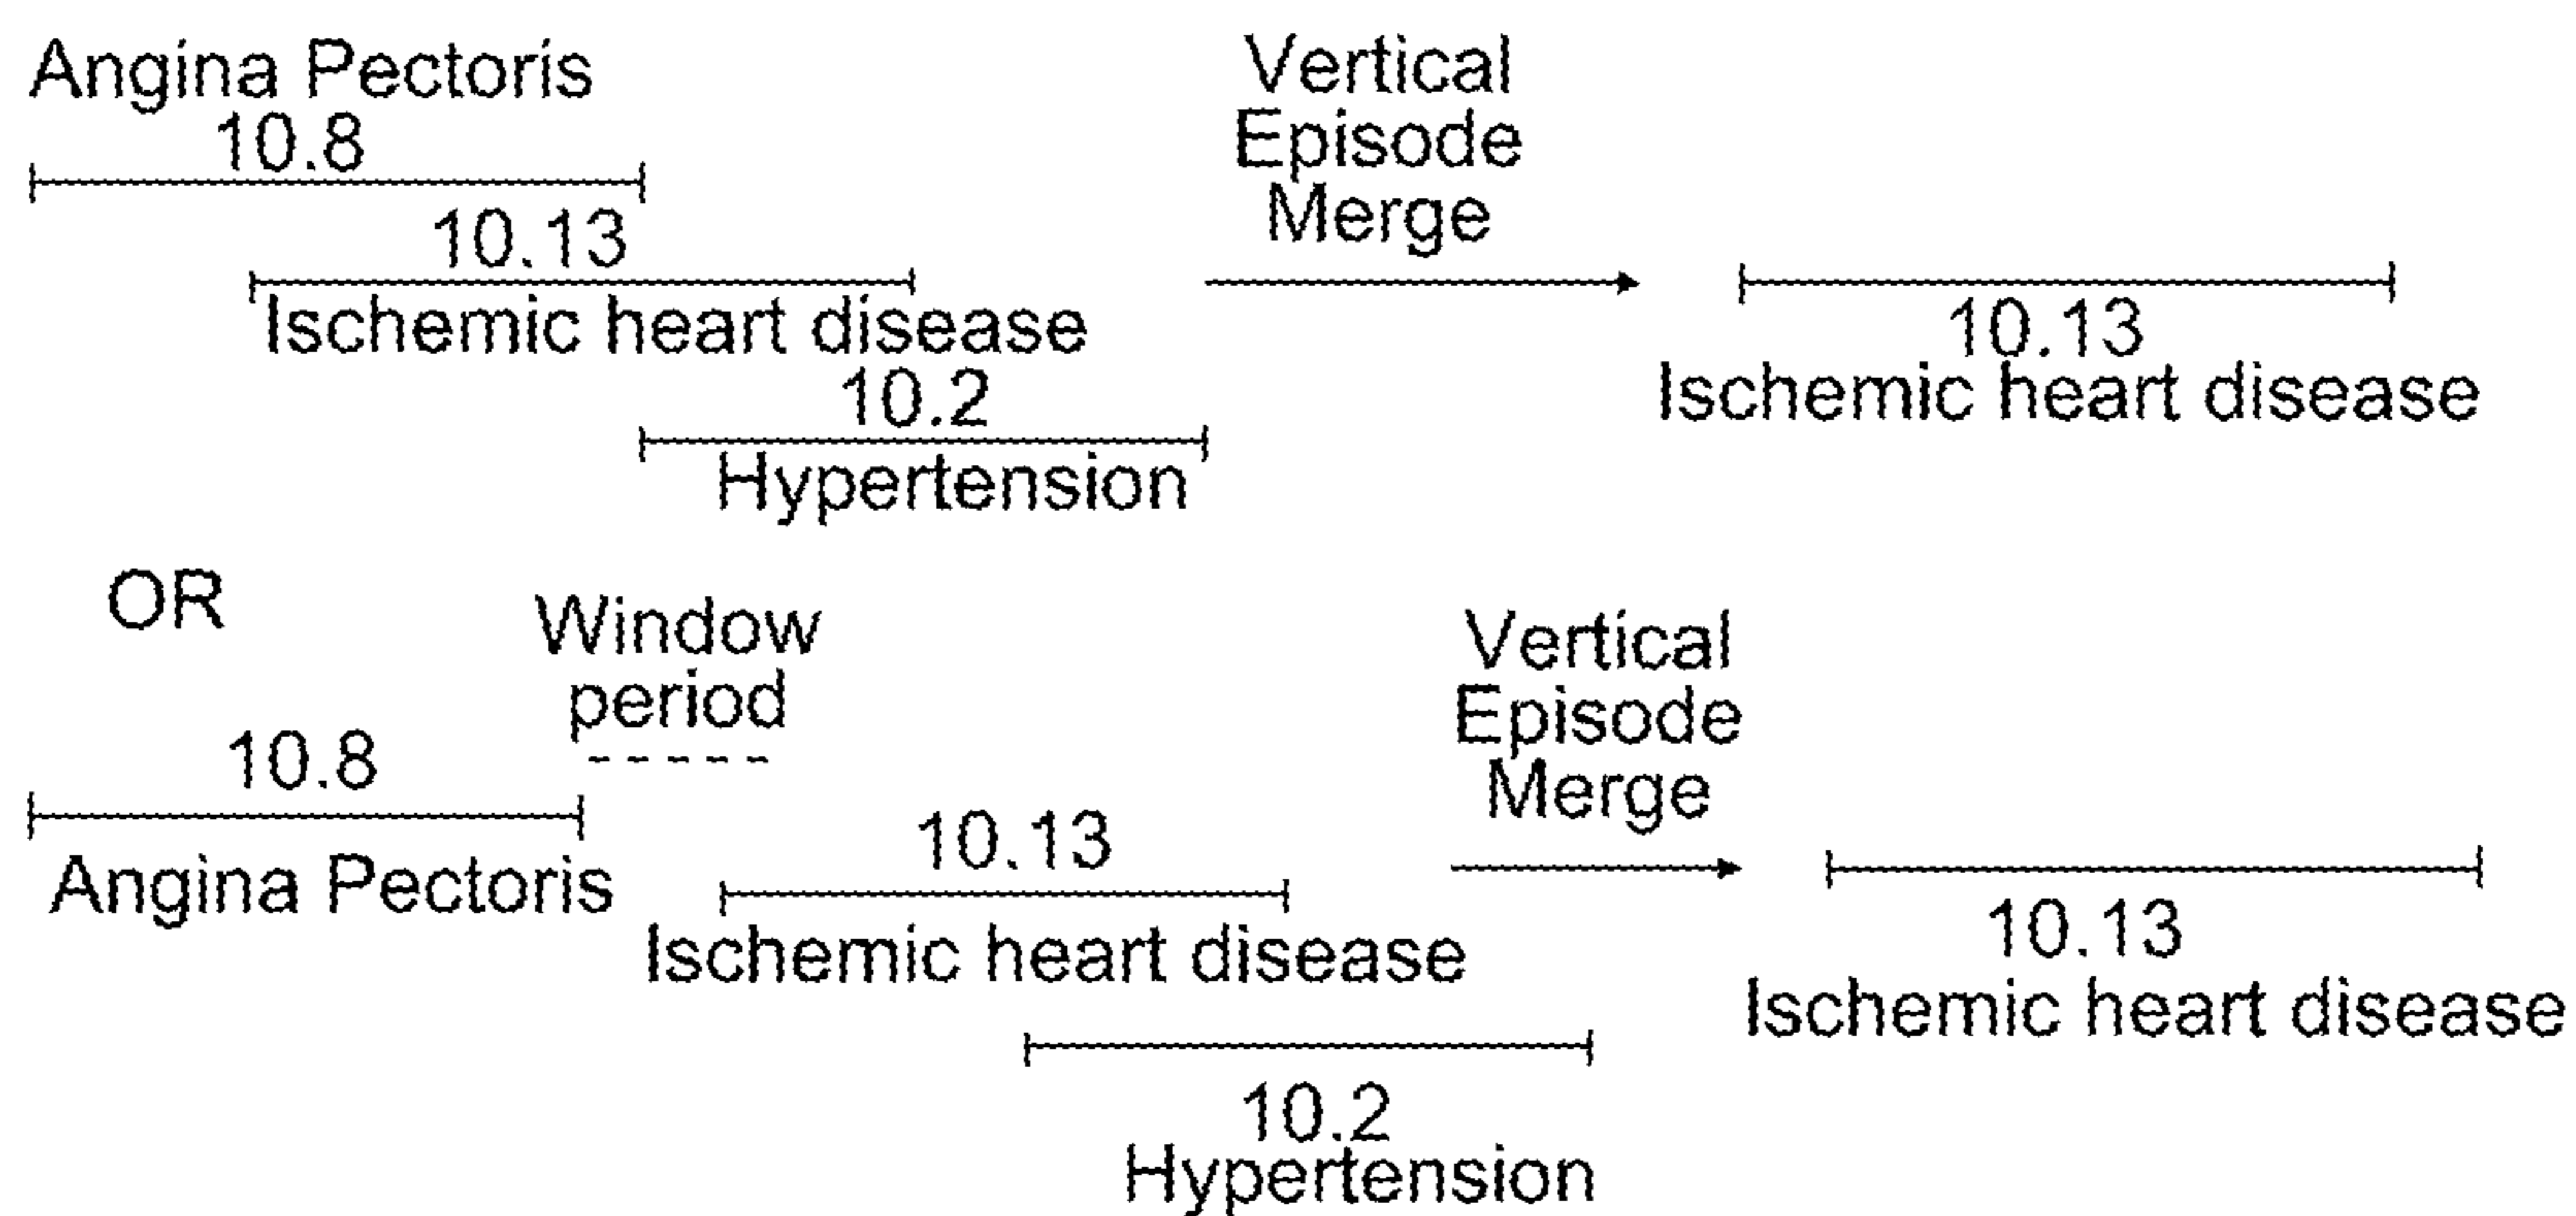 Angina Pectoris
10.8
10.13
Ischemic heart disease
10.2
Hypertension
Vertical
Episode
Merge
10.13
Ischemic heart disease
OR
Window
period
10.8
Angina Pectoris
10.13
Ischemic heart disease
10.2
Hypertension
Vertical
Episode
Merge
10.13
Ischemic heart disease